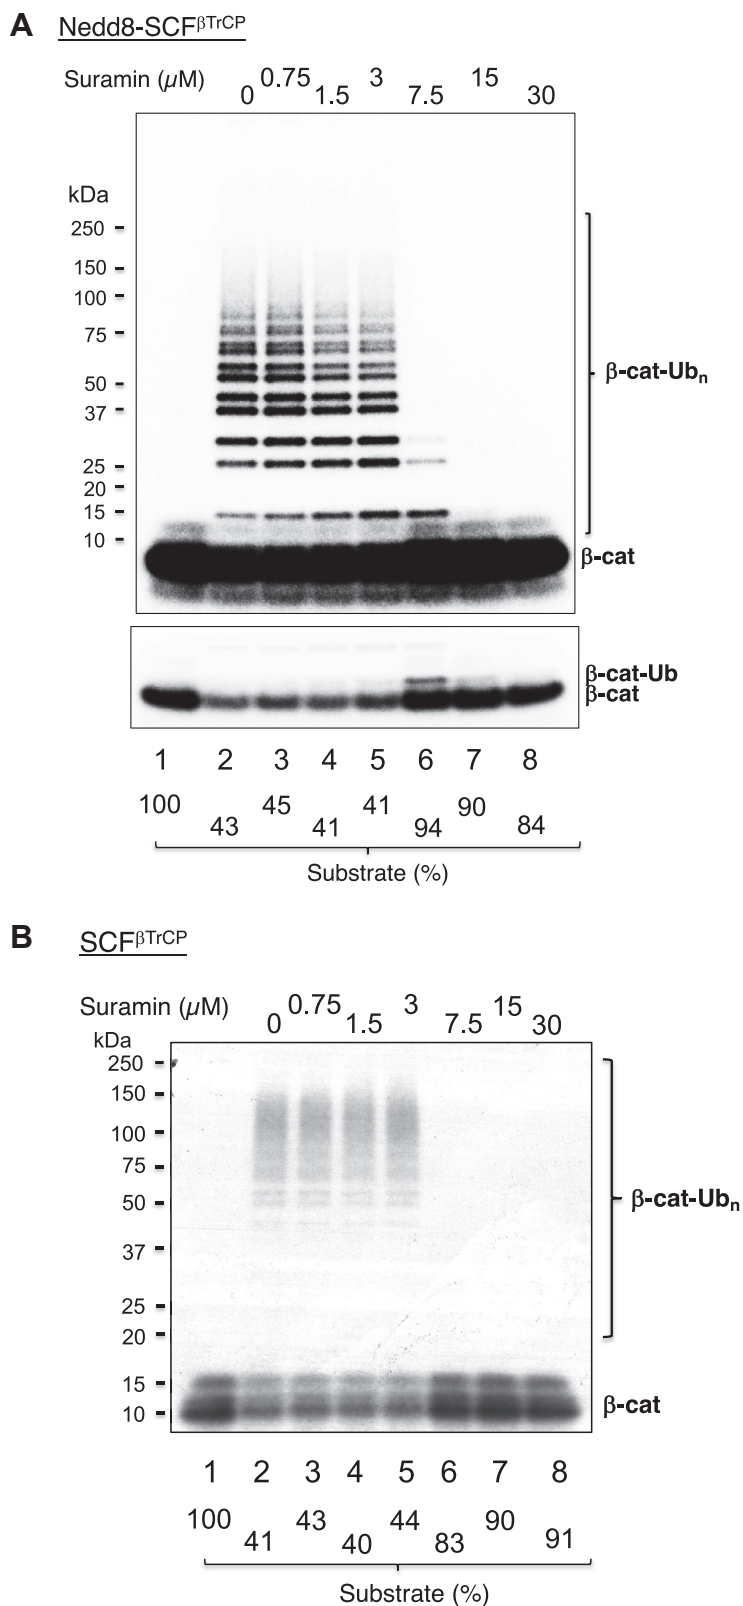 A Nedd8-SCFβTrCP
Suramin (μM) 0 0.75 1.5 3 7.5 15 30
kDa
250
150
100
75
50
37
25
20
15
10
β-cat-Ubn
β-cat
β-cat-Ub
β-cat
1 2 3 4 5 6 7 8
100 43 45 41 41 94 90 84
Substrate (%)
B SCFβTrCP
Suramin (μM) 0 0.75 1.5 3 7.5 15 30
kDa
250
150
100
75
50
37
25
20
15
10
β-cat-Ubn
β-cat
1 2 3 4 5 6 7 8
100 41 43 40 44 83 90 91
Substrate (%)